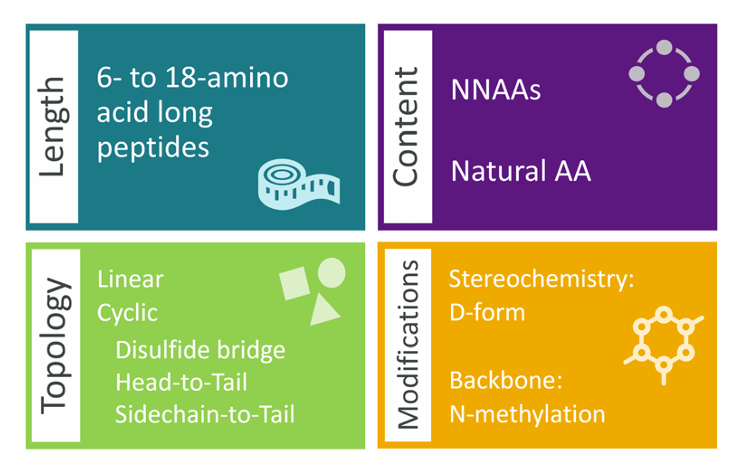 Length
6- to 18-amino
acid long
peptides
Content
NNAAs
Natural AA
Topology
Linear
Cyclic
Disulfide bridge
Head-to-Tail
Sidechain-to-Tail
Modifications
Stereochemistry:
D-form
Backbone:
N-methylation